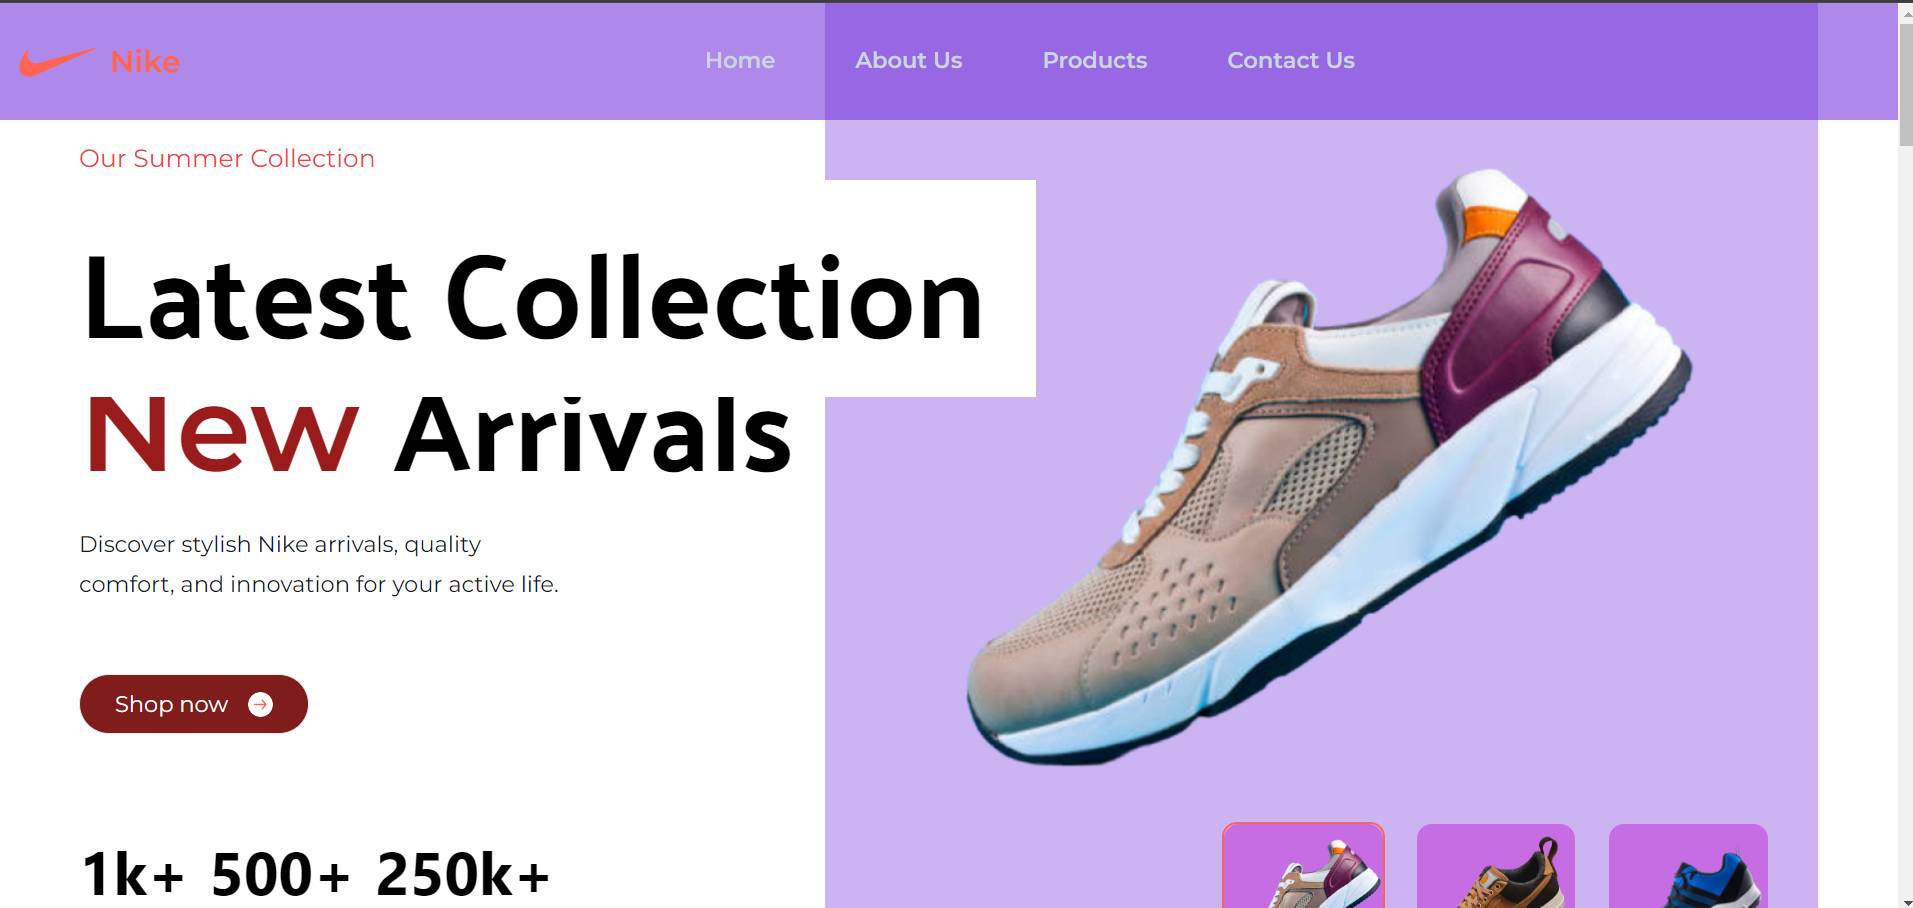 Nike
Home About Us Products Contact Us
Our Summer Collection
Latest Collection
New Arrivals
Discover stylish Nike arrivals, quality
comfort, and innovation for your active life.
Shop now
1k+ 500+ 250k+